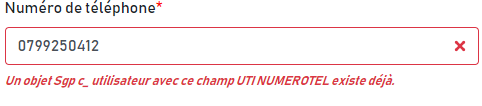 Numéro de téléphone*
0799250412
Un objet Sgp c_ utilisateur avec ce champ UTI NUMEROTEL existe déjà.